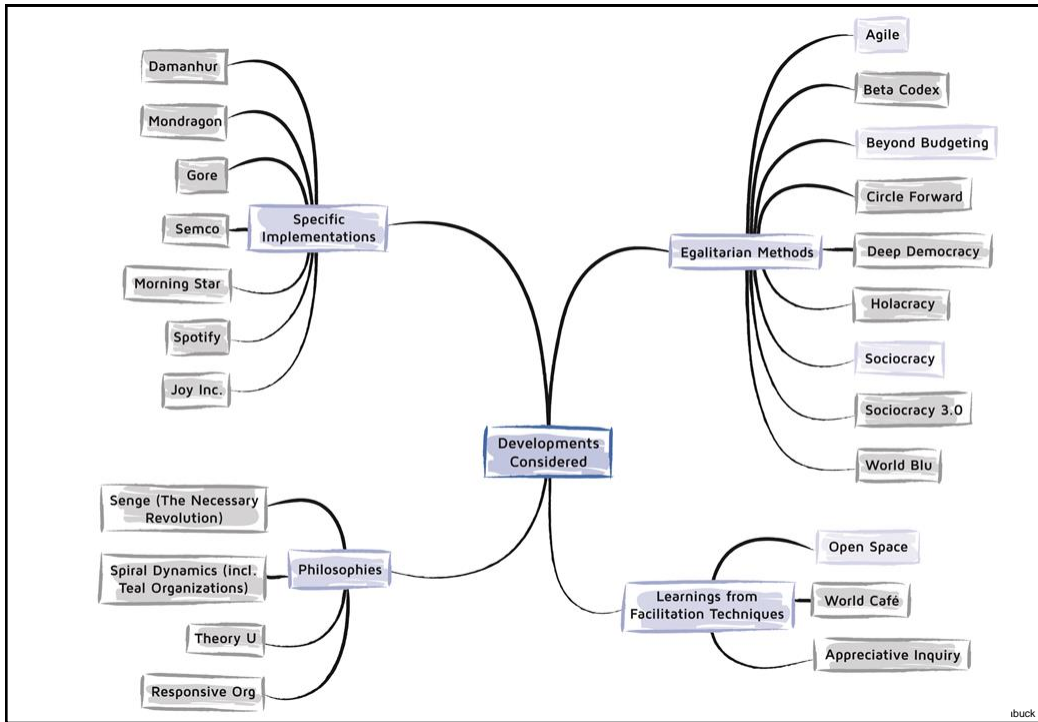 Damanhur
Mondragon
Gore
Semco
Morning Star
Spotify
Joy Inc.
Specific
Implementations
Agile
Beta Codex
Beyond Budgeting
Circle Forward
Deep Democracy
Holacracy
Sociocracy
Sociocracy 3.0
World Blu
Egalitarian Methods
Developments
Considered
Senge (The Necessary
Revolution)
Spiral Dynamics (incl.
Teal Organizations)
Theory U
Responsive Org
Philosophies
Learnings from
Facilitation Techniques
Open Space
World Café
Appreciative Inquiry